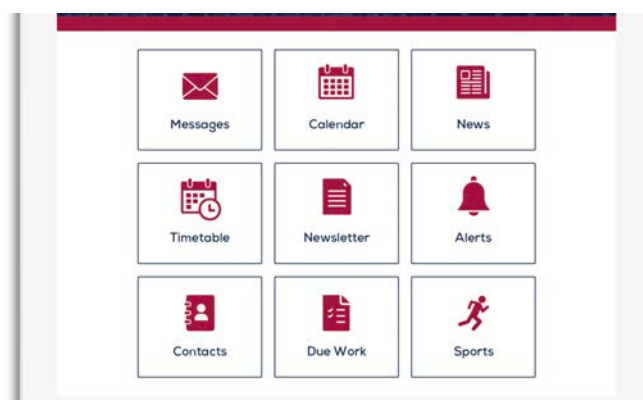 Messages Calendar News
Timetable Newsletter Alerts
Contacts Due Work Sports